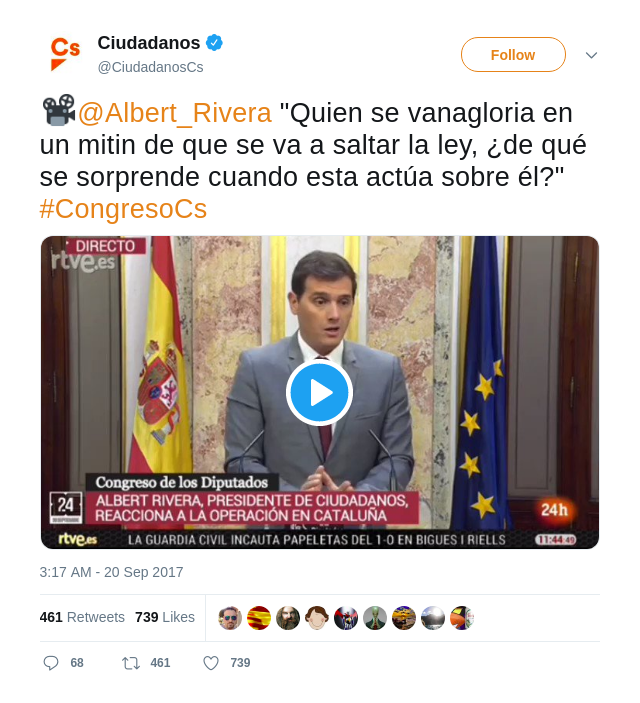 Cs
Ciudadanos
@CiudadanosCs
Follow
@Albert_Rivera "Quien se vanagloria en
un mitin de que se va a saltar la ley, ¿de qué
se sorprende cuando esta actúa sobre él?"
#CongresoCs
DIRECTO
rtve.es
Congreso de los Diputados
24
ALBERT RIVERA, PRESIDENTE DE CIUDADANOS,
REACCIONA A LA OPERACIÓN EN CATALUÑA
24h
rtve.es LA GUARDIA CIVIL INCAUTA PAPELETAS DEL 1-O EN BIGUES I RIELLS 11:44:49
3:17 AM - 20 Sep 2017
461 Retweets 739 Likes
68 461 739